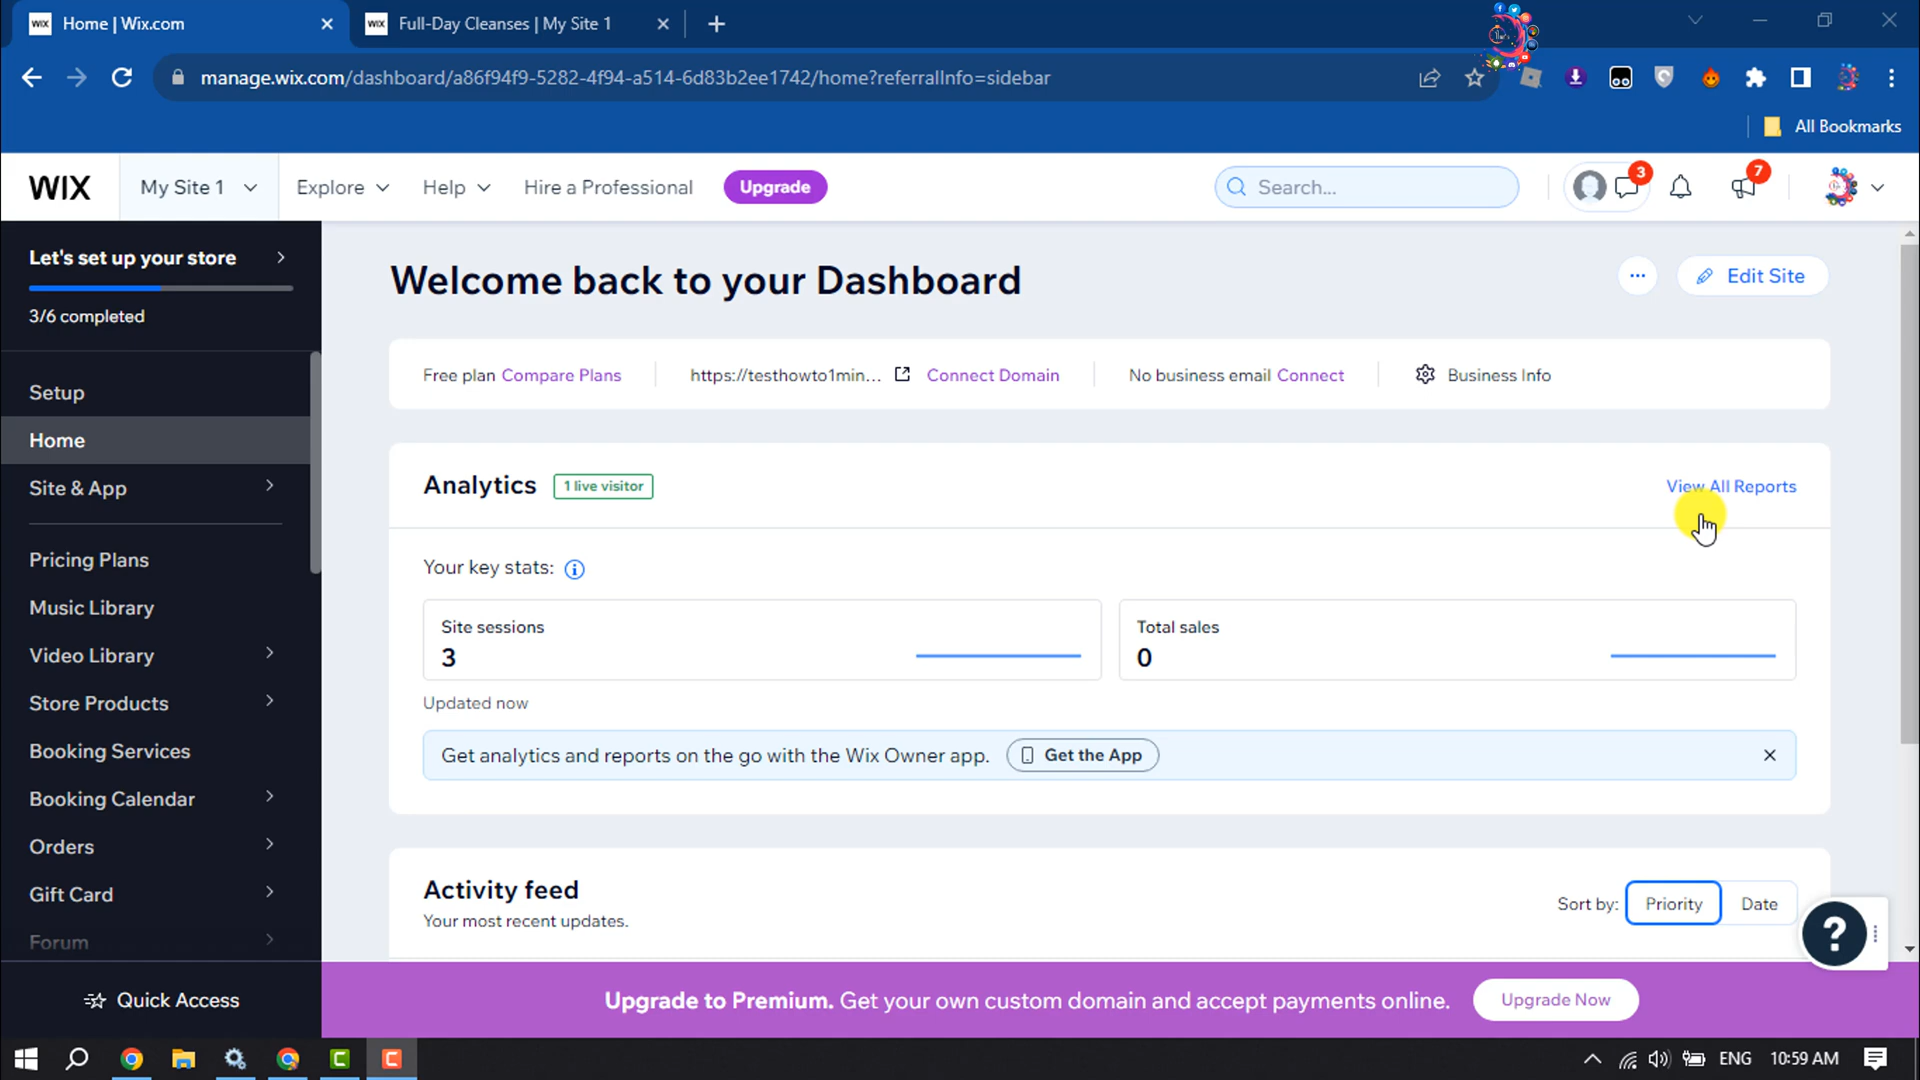 WIX Home | Wix.com
WIX Full-Day Cleanses | My Site 1
manage.wix.com/dashboard/a86f94f9-5282-4f94-a514-6d83b2ee1742/home?referralInfo=sidebar
All Bookmarks
WIX My Site 1 Explore Help Hire a Professional Upgrade Search... 3 7
Let's set up your store
3/6 completed
Setup
Home
Site & App
Pricing Plans
Music Library
Video Library
Store Products
Booking Services
Booking Calendar
Orders
Gift Card
Forum
Quick Access
Welcome back to your Dashboard
... Edit Site
Free plan Compare Plans https://testhowto1min... Connect Domain No business email Connect Business Info
Analytics 1 live visitor View All Reports
Your key stats:
Site sessions
3
Total sales
0
Updated now
Get analytics and reports on the go with the Wix Owner app. Get the App
Activity feed
Your most recent updates.
Sort by: Priority Date
?
Upgrade to Premium. Get your own custom domain and accept payments online. Upgrade Now
ENG 10:59 AM